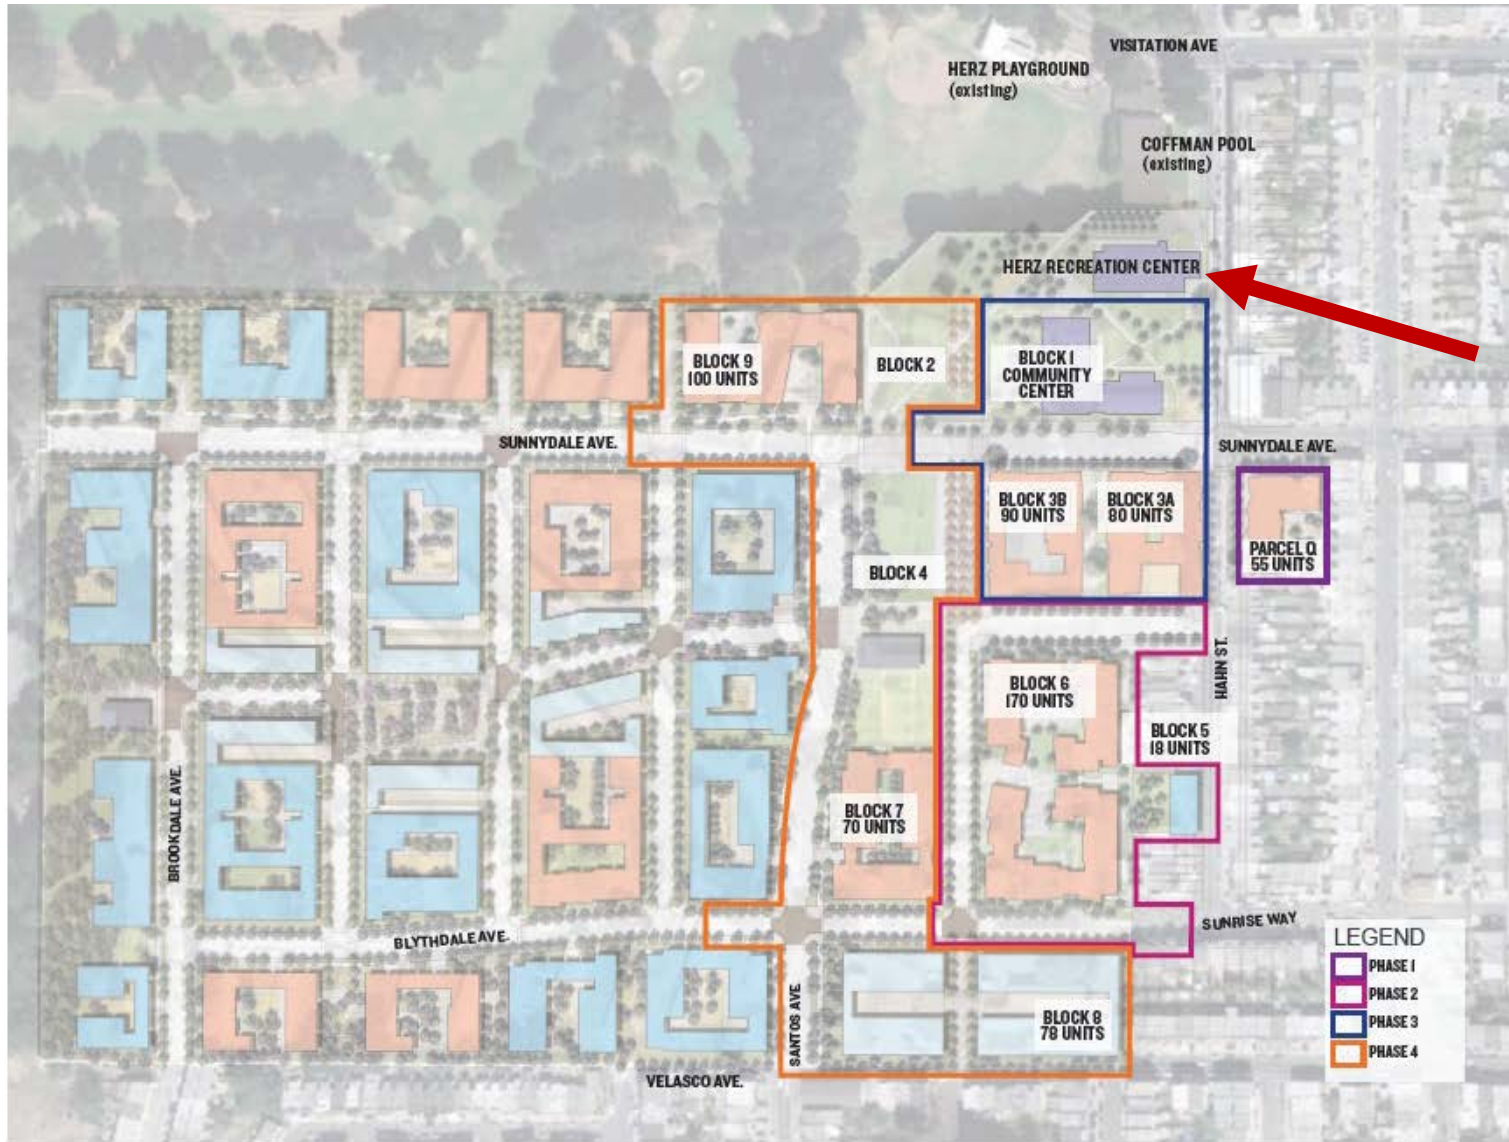 VISITATION AVE
HERZ PLAYGROUND
(existing)
COFFMAN POOL
(existing)
HERZ RECREATION CENTER
BLOCK 9
100 UNITS
BLOCK 2
BLOCK 1
COMMUNITY
CENTER
SUNNYDALE AVE.
SUNNYDALE AVE.
BLOCK 3B
90 UNITS
BLOCK 3A
80 UNITS
PARCEL Q
55 UNITS
BLOCK 4
HAHN ST.
BLOCK 6
170 UNITS
BLOCK 5
18 UNITS
BROOKDALE AVE.
BLOCK 7
70 UNITS
BLYTHDALE AVE.
SUNRISE WAY
SANTOS AVE.
BLOCK 8
78 UNITS
VELASCO AVE.
LEGEND
PHASE 1
PHASE 2
PHASE 3
PHASE 4